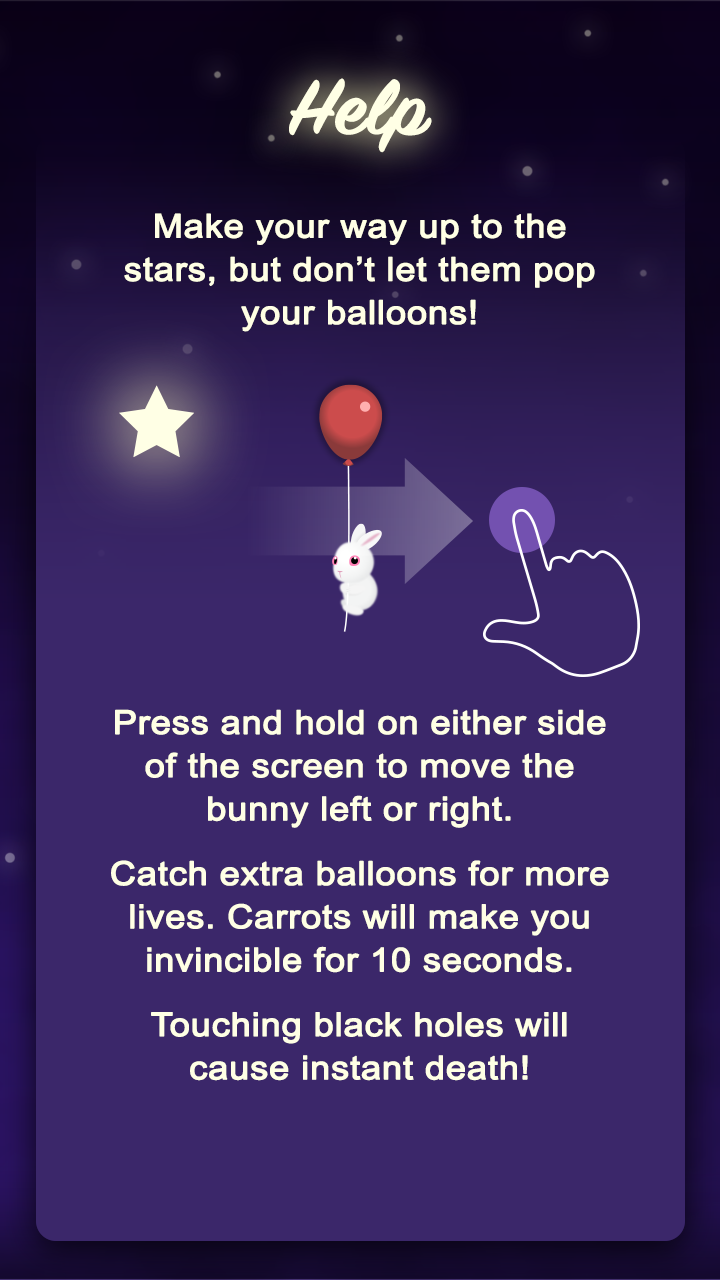 Help
Make your way up to the
stars, but don’t let them pop
your balloons!
Press and hold on either side
of the screen to move the
bunny left or right.
Catch extra balloons for more
lives. Carrots will make you
invincible for 10 seconds.
Touching black holes will
cause instant death!